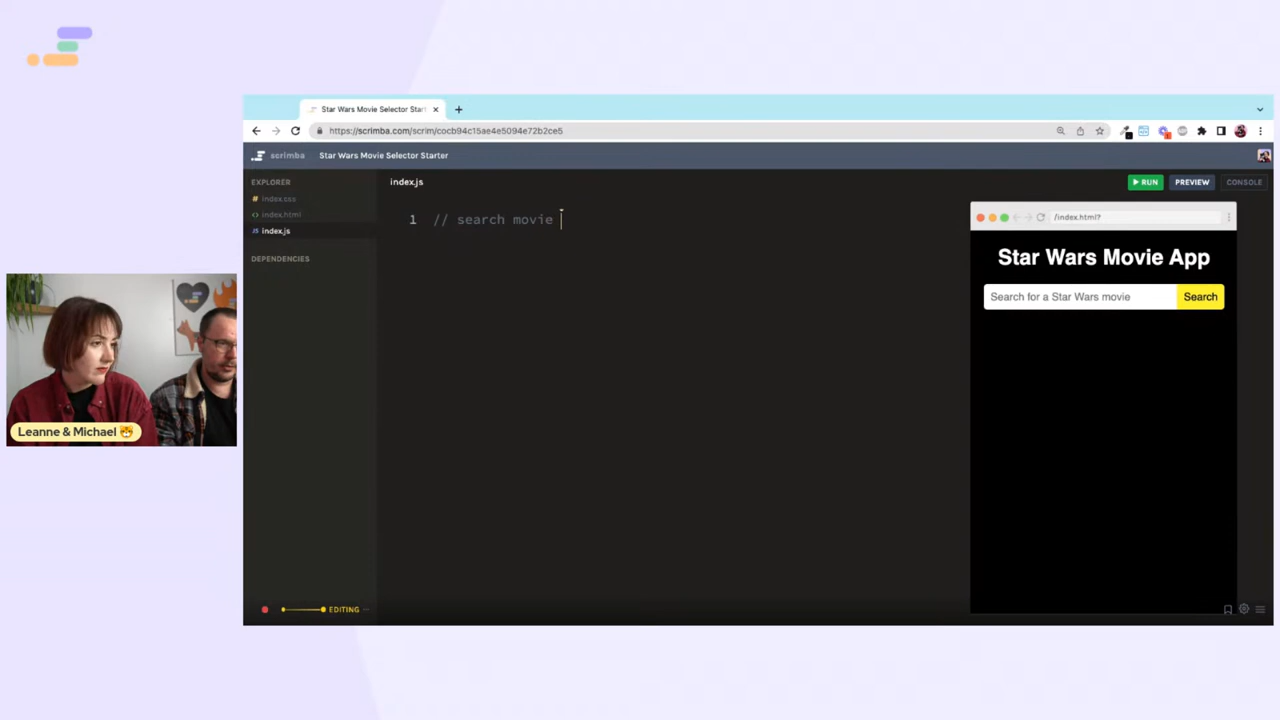 Star Wars Movie Selector Start
https://scrimba.com/scrim/cocb94c15ae4e5094e72b2ce5
scrimba Star Wars Movie Selector Starter
EXPLORER
index.css
index.html
JS index.js
DEPENDENCIES
index.js
RUN PREVIEW CONSOLE
1 // search movie
/index.html?
Star Wars Movie App
Search for a Star Wars movie Search
Leanne & Michael
EDITING